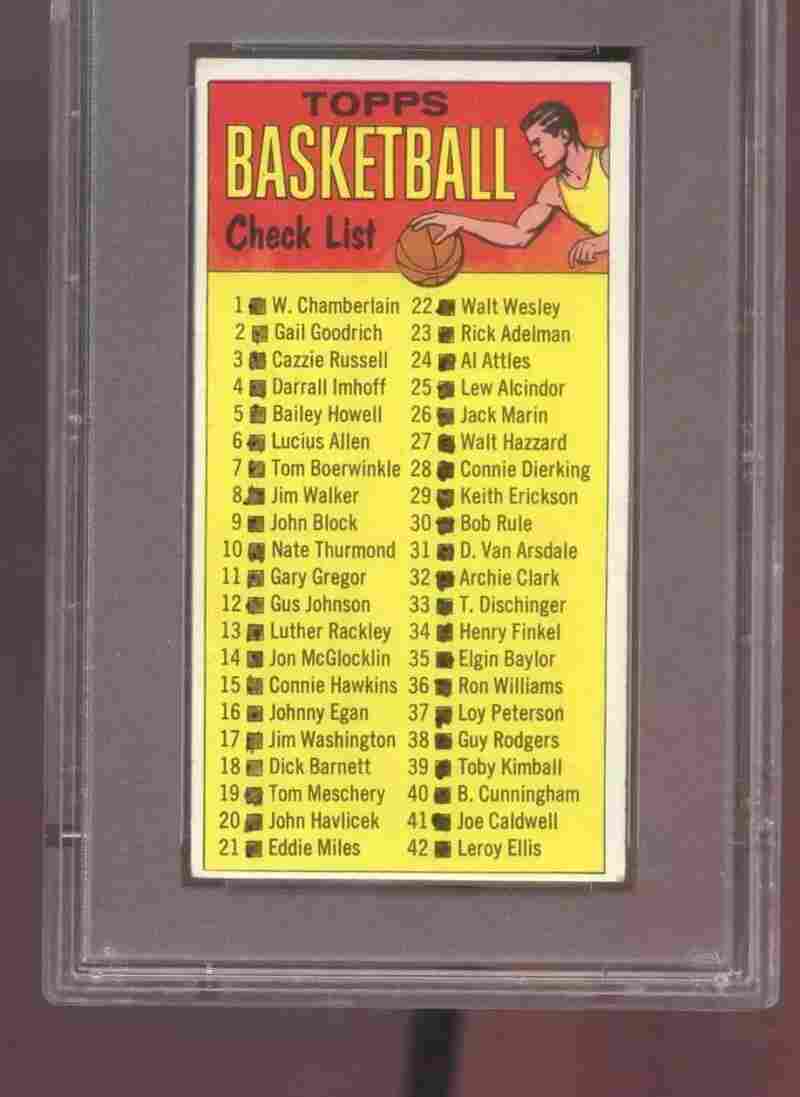 TOPPS
BASKETBALL
Check List
1 W. Chamberlain
2 Gail Goodrich
3 Cazzie Russell
4 Darrall Imhoff
5 Bailey Howell
6 Lucius Allen
7 Tom Boerwinkle
8 Jim Walker
9 John Block
10 Nate Thurmond
11 Gary Gregor
12 Gus Johnson
13 Luther Rackley
14 Jon McGlocklin
15 Connie Hawkins
16 Johnny Egan
17 Jim Washington
18 Dick Barnett
19 Tom Meschery
20 John Havlicek
21 Eddie Miles
22 Walt Wesley
23 Rick Adelman
24 Al Attles
25 Lew Alcindor
26 Jack Marin
27 Walt Hazzard
28 Connie Dierking
29 Keith Erickson
30 Bob Rule
31 D. Van Arsdale
32 Archie Clark
33 T. Dischinger
34 Henry Finkel
35 Elgin Baylor
36 Ron Williams
37 Loy Peterson
38 Guy Rodgers
39 Toby Kimball
40 B. Cunningham
41 Joe Caldwell
42 Leroy Ellis